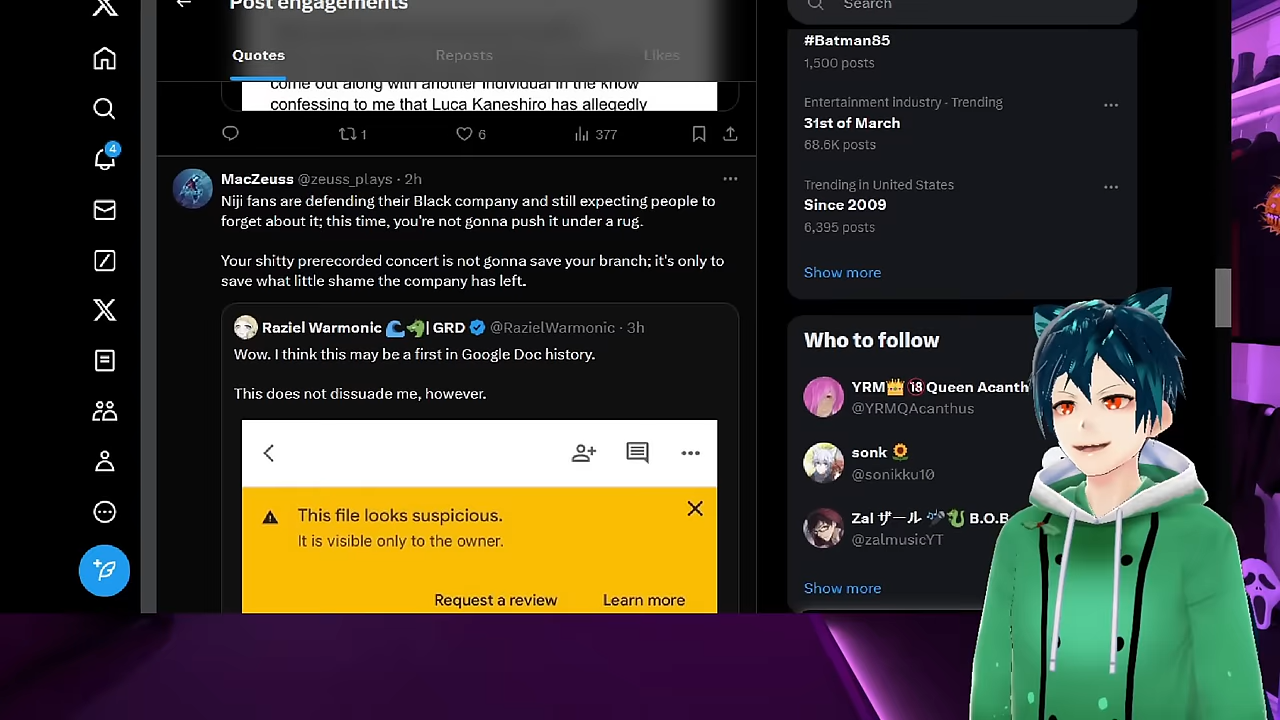 Post engagements
Search
Quotes
Reposts
Likes
come out along with another individual in the know
confessing to me that Luca Kaneshiro has allegedly
1
6
377
MacZeuss @zeuss_plays · 2h
Niji fans are defending their Black company and still expecting people to
forget about it; this time, you're not gonna push it under a rug.
Your shitty prerecorded concert is not gonna save your branch; it's only to
save what little shame the company has left.
Raziel Warmonic 🌊🐲| GRD @RazielWarmonic · 3h
Wow. I think this may be a first in Google Doc history.
This does not dissuade me, however.
This file looks suspicious.
It is visible only to the owner.
Request a review
Learn more
4
#Batman85
1,500 posts
Entertainment industry · Trending
31st of March
68.6K posts
Trending in United States
Since 2009
6,395 posts
Show more
Who to follow
YRM👑🔞Queen Acanth
@YRMQAcanthus
sonk 🌻
@sonikku10
Zal ザール 🎤🐍 B.O.B
@zalmusicYT
Show more